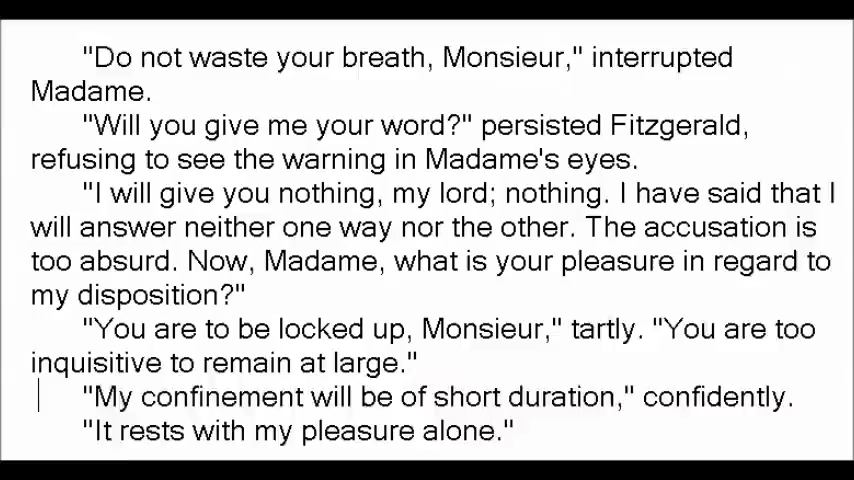 "Do not waste your breath, Monsieur," interrupted
Madame.
"Will you give me your word?" persisted Fitzgerald,
refusing to see the warning in Madame's eyes.
"I will give you nothing, my lord; nothing. I have said that I
will answer neither one way nor the other. The accusation is
too absurd. Now, Madame, what is your pleasure in regard to
my disposition?"
"You are to be locked up, Monsieur," tartly. "You are too
inquisitive to remain at large."
"My confinement will be of short duration," confidently.
"It rests with my pleasure alone."